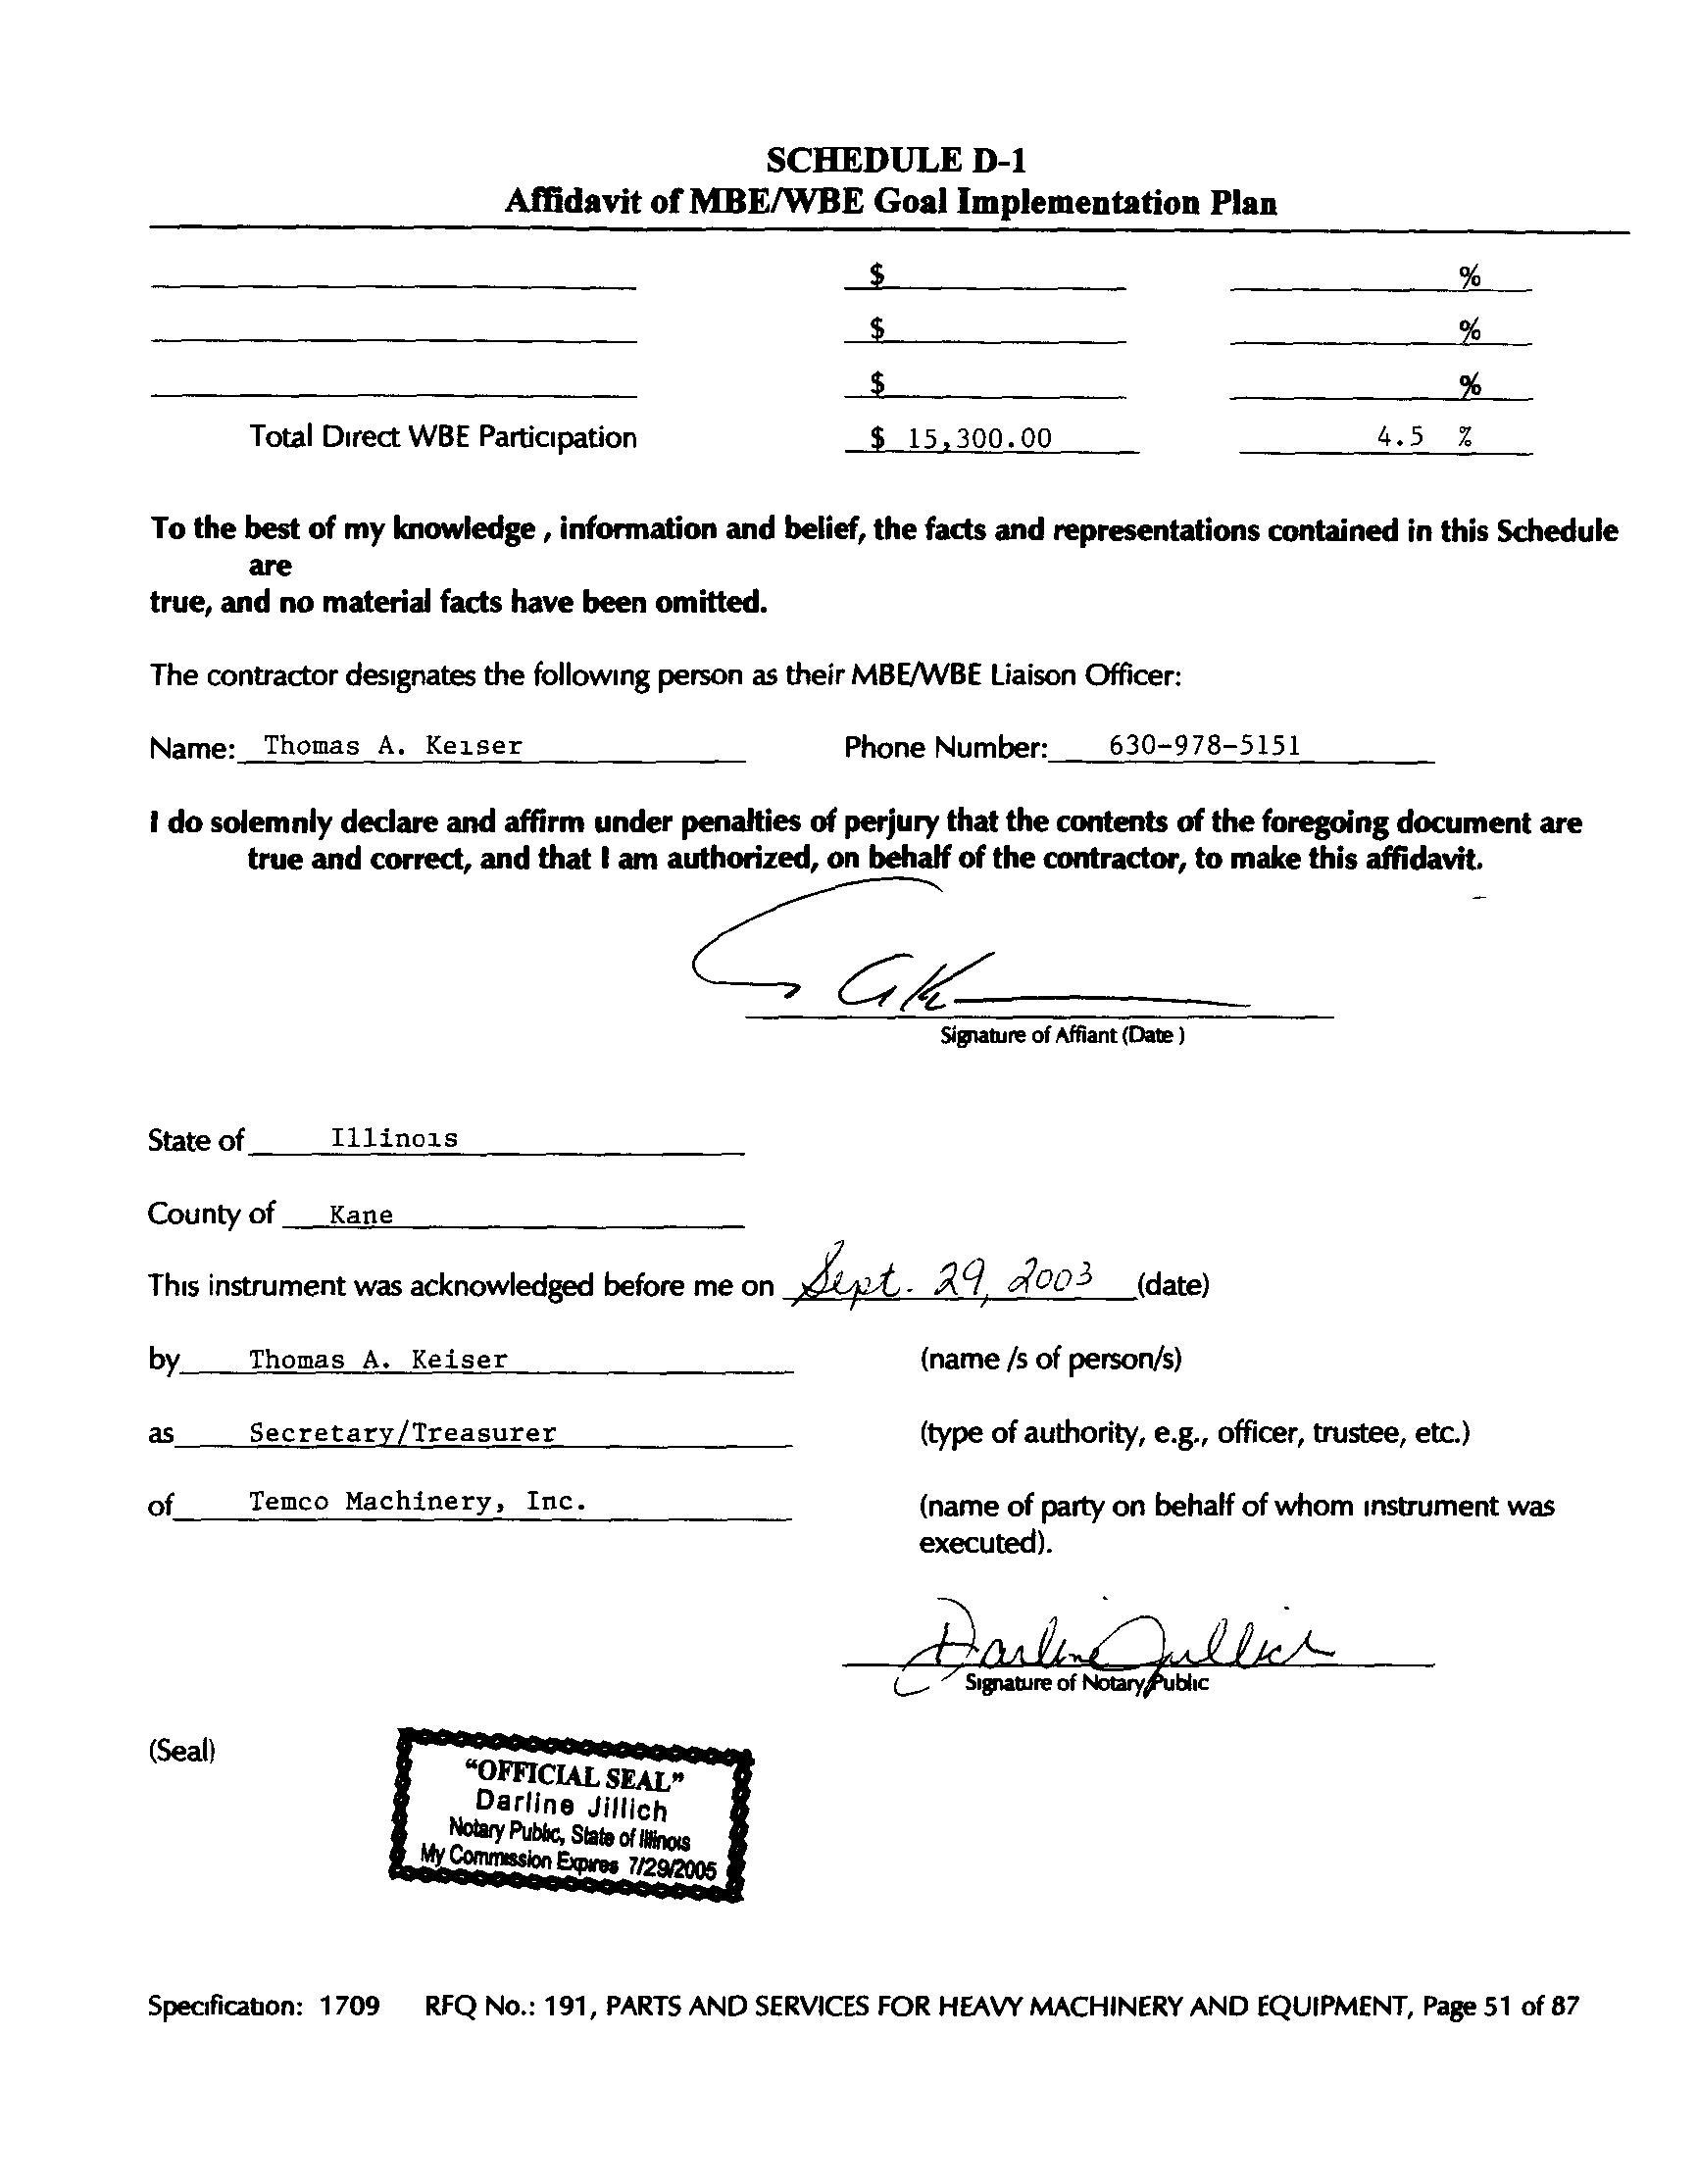 SCHEDULE D-1
Affidavit of MBE/WBE Goal Implementation Plan
$ %
$ %
$ %
Total Direct WBE Participation $ 15,300.00 4.5 %
To the best of my knowledge , information and belief, the facts and representations contained in this Schedule
are
true, and no material facts have been omitted.
The contractor designates the following person as their MBE/WBE Liaison Officer:
Name: Thomas A. Keiser Phone Number: 630-978-5151
I do solemnly declare and affirm under penalties of perjury that the contents of the foregoing document are
true and correct, and that I am authorized, on behalf of the contractor, to make this affidavit.
Signature of Affiant (Date )
State of Illinois
County of Kane
This instrument was acknowledged before me on Sept. 29, 2003 (date)
by Thomas A. Keiser (name /s of person/s)
as Secretary/Treasurer (type of authority, e.g., officer, trustee, etc.)
of Temco Machinery, Inc. (name of party on behalf of whom instrument was
executed).
Darline Jillich
Signature of Notary Public
(Seal)
"OFFICIAL SEAL"
Darline Jillich
Notary Public, State of Illinois
My Commission Expires 7/29/2005
Specification: 1709 RFQ No.: 191, PARTS AND SERVICES FOR HEAVY MACHINERY AND EQUIPMENT, Page 51 of 87